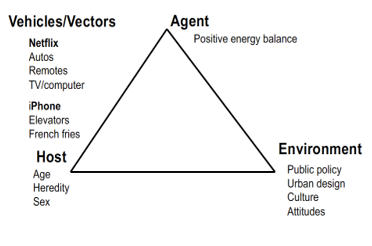 Vehicles/Vectors
Netflix
Autos
Remotes
TV/computer
iPhone
Elevators
French fries
Agent
Positive energy balance
Host
Age
Heredity
Sex
Environment
Public policy
Urban design
Culture
Attitudes